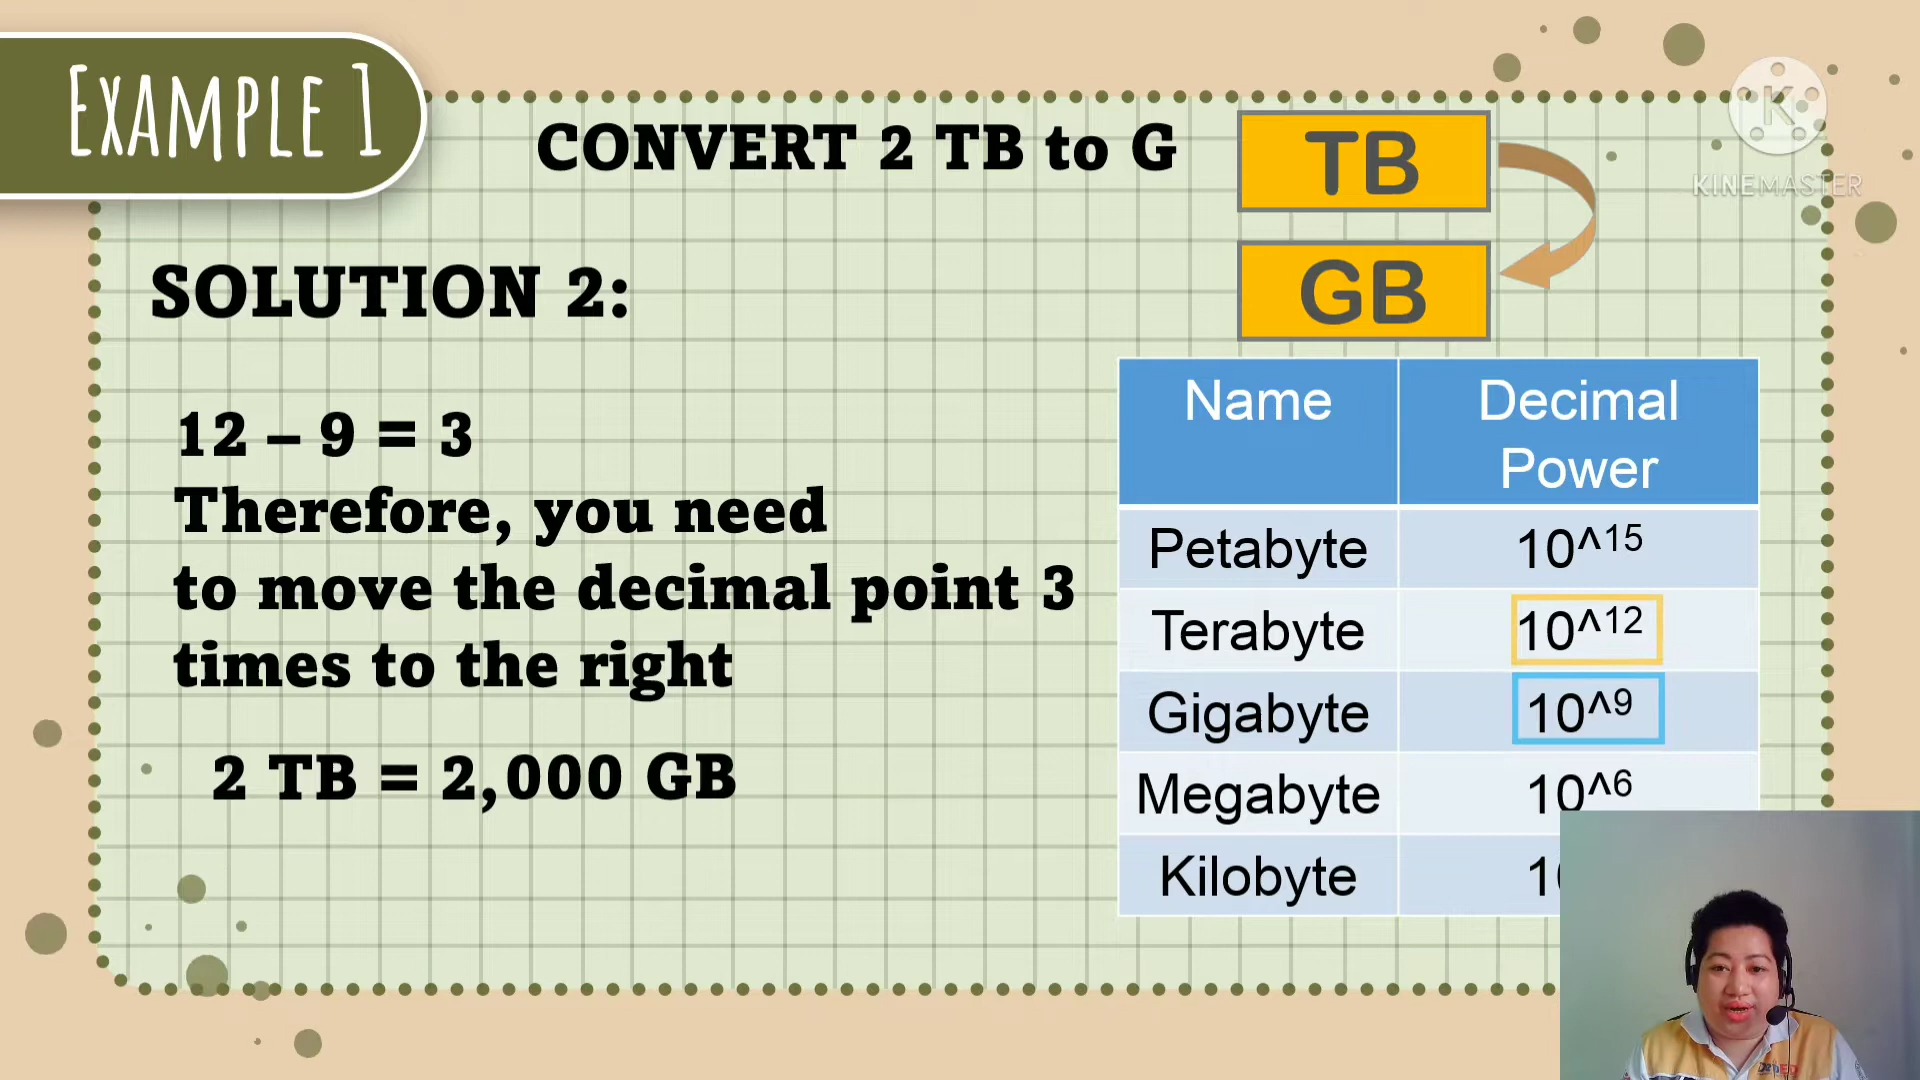 EXAMPLE 1
CONVERT 2 TB to G
TB
GB
KINEMASTER
K
SOLUTION 2:
12 – 9 = 3
Therefore, you need
to move the decimal point 3
times to the right
2 TB = 2,000 GB
Name Decimal Power
Petabyte 10^15
Terabyte 10^12
Gigabyte 10^9
Megabyte 10^6
Kilobyte